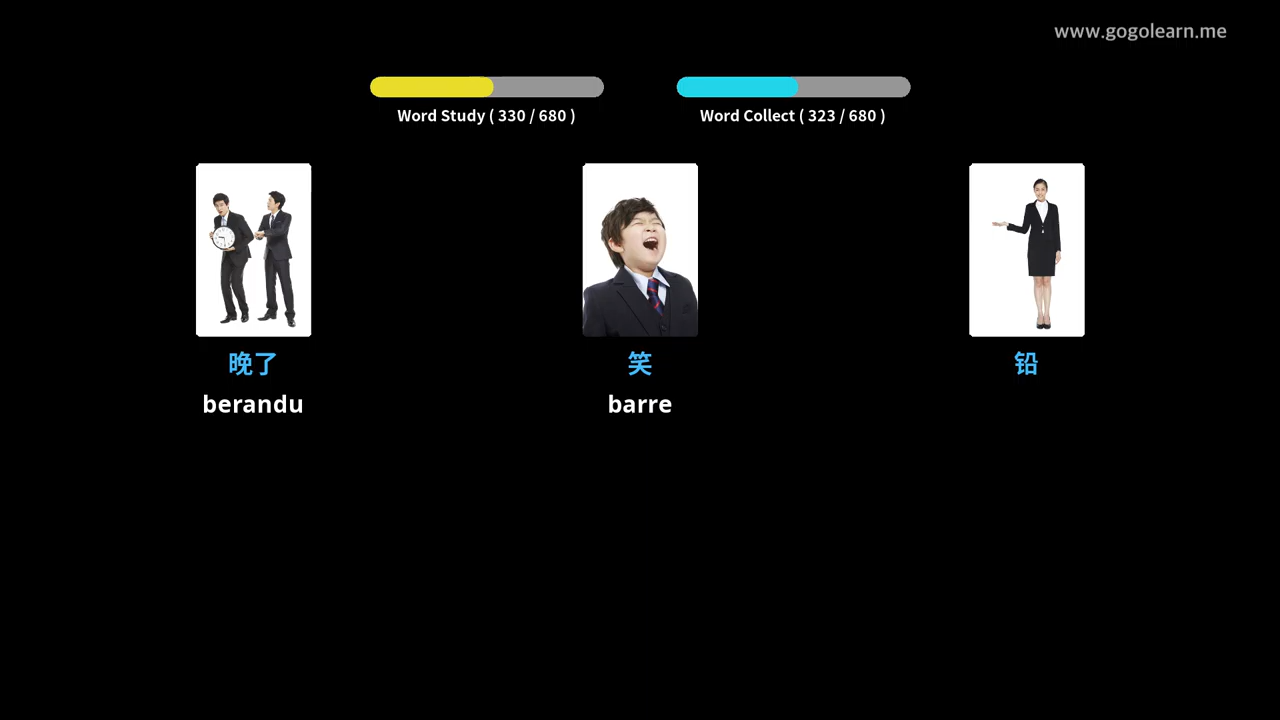 www.gogolearn.me
Word Study ( 330 / 680 )
Word Collect ( 323 / 680 )
晚了
笑
铅
berandu
barre